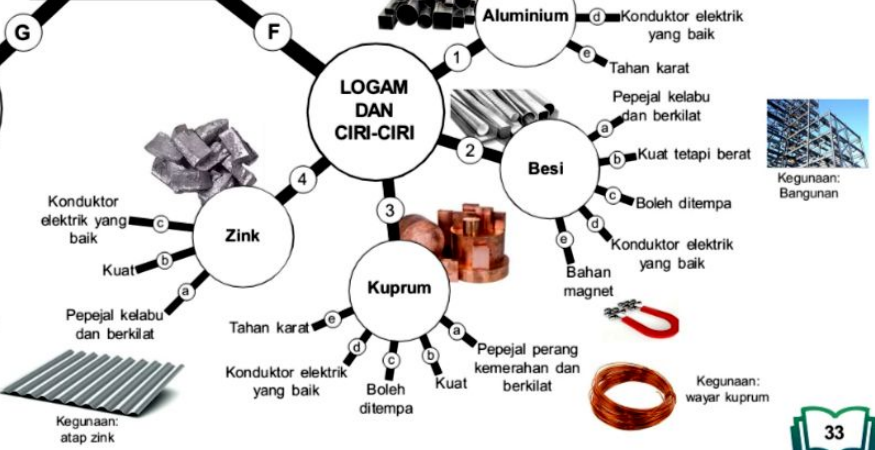 G
F
LOGAM
DAN
CIRI-CIRI
1
Aluminium
d
Konduktor elektrik
yang baik
e
Tahan karat
2
Besi
a
Pepejal kelabu
dan berkilat
b
Kuat tetapi berat
c
Boleh ditempa
d
Konduktor elektrik
yang baik
e
Bahan
magnet
Kegunaan:
Bangunan
3
Kuprum
a
Pepejal perang
kemerahan dan
berkilat
b
Kuat
c
Boleh
ditempa
d
Konduktor elektrik
yang baik
e
Tahan karat
Kegunaan:
wayar kuprum
4
Zink
c
Konduktor
elektrik yang
baik
b
Kuat
a
Pepejal kelabu
dan berkilat
Kegunaan:
atap zink
33